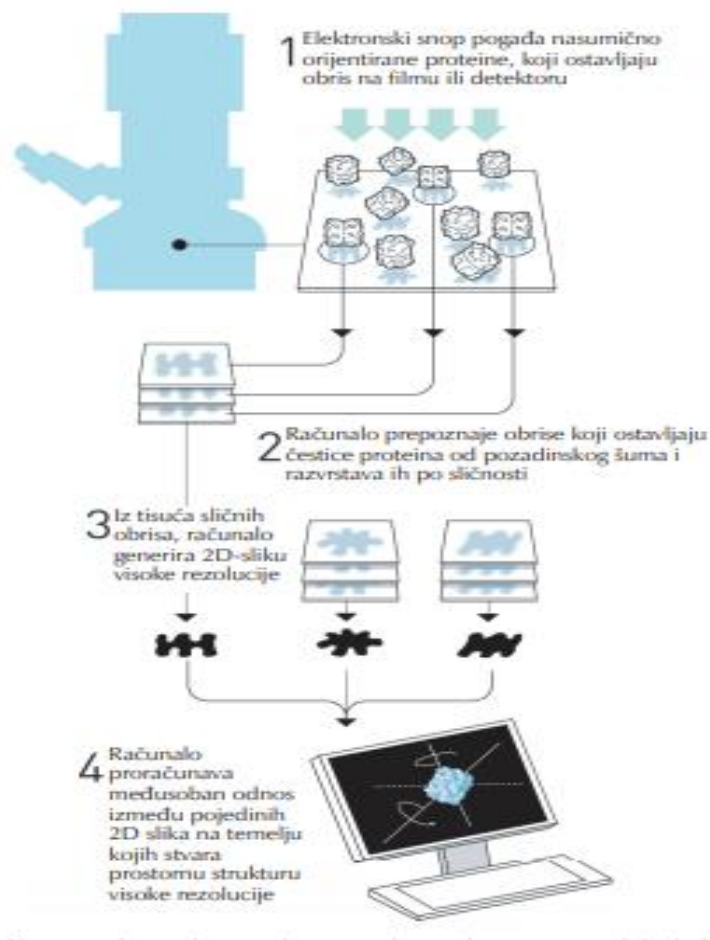 1 Elektronski snop pogađa nasumično
orijentirane proteine, koji ostavljaju
obris na filmu ili detektoru
2 Računalo prepoznaje obrise koji ostavljaju
čestice proteina od pozadinskog šuma i
razvrstava ih po sličnosti
3 Iz tisuća sličnih
obrisa, računalo
generira 2D-sliku
visoke rezolucije
4 Računalo
proračunava
međusoban odnos
između pojedinih
2D slika na temelju
kojih stvara
prostornu strukturu
visoke rezolucije